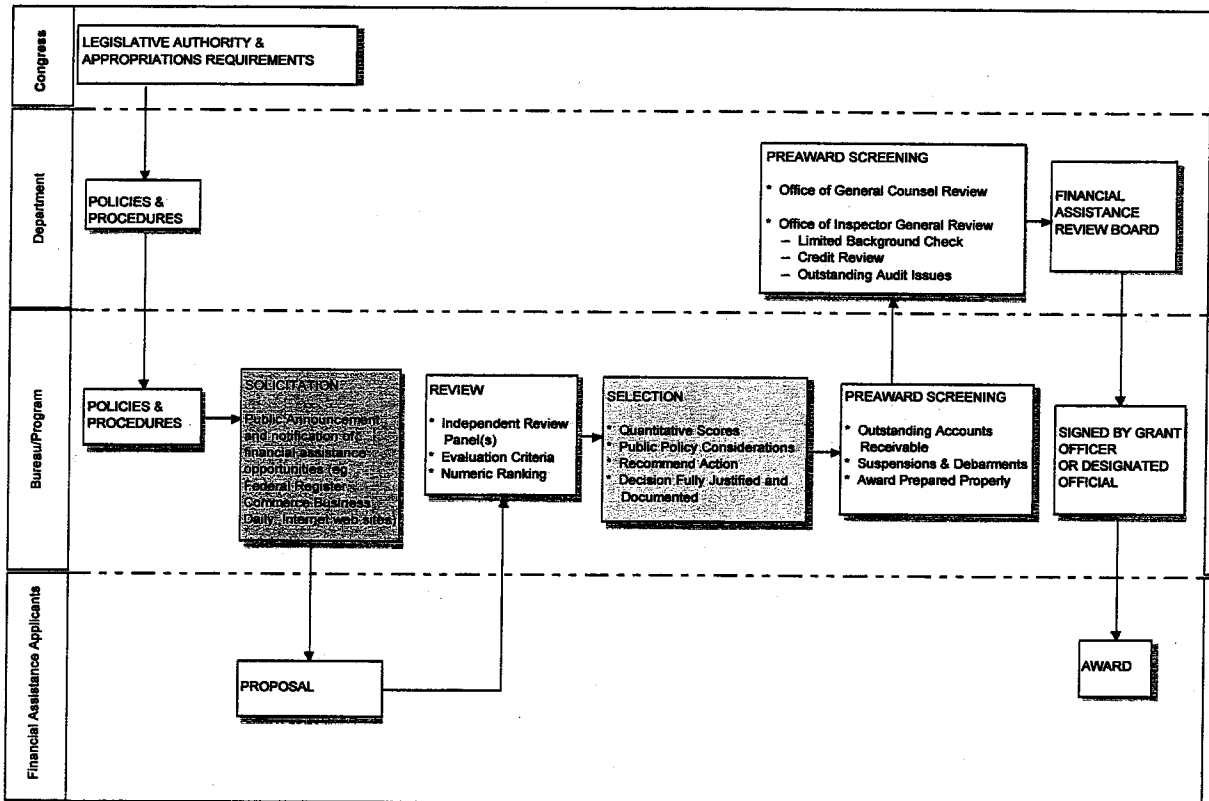 Congress
LEGISLATIVE AUTHORITY &
APPROPRIATIONS REQUIREMENTS
Department
POLICIES &
PROCEDURES
PREAWARD SCREENING
* Office of General Counsel Review
* Office of Inspector General Review
– Limited Background Check
– Credit Review
– Outstanding Audit Issues
FINANCIAL
ASSISTANCE
REVIEW BOARD
Bureau/Program
POLICIES &
PROCEDURES
SOLICITATION
Public Announcement
and notification of
financial assistance
opportunities (eg.
Federal Register,
Commerce Business
Daily, Internet web sites)
REVIEW
* Independent Review
Panel(s)
* Evaluation Criteria
* Numeric Ranking
SELECTION
* Quantitative Scores
* Public Policy Considerations
* Recommend Action
* Decision Fully Justified and
Documented
PREAWARD SCREENING
* Outstanding Accounts
Receivable
* Suspensions & Debarments
* Award Prepared Properly
SIGNED BY GRANT
OFFICER
OR DESIGNATED
OFFICIAL
Financial Assistance Applicants
PROPOSAL
AWARD